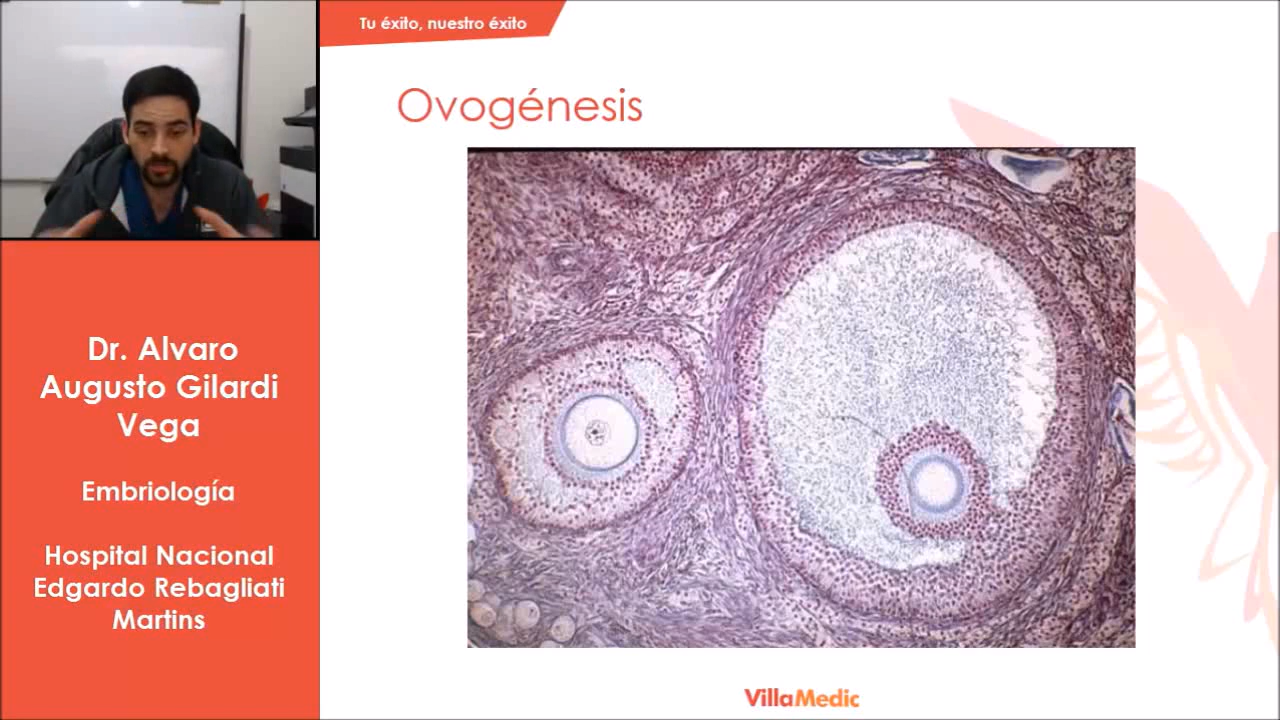 Tu éxito, nuestro éxito
Ovogénesis
Dr. Alvaro
Augusto Gilardi
Vega
Embriología
Hospital Nacional
Edgardo Rebagliati
Martins
VillaMedic